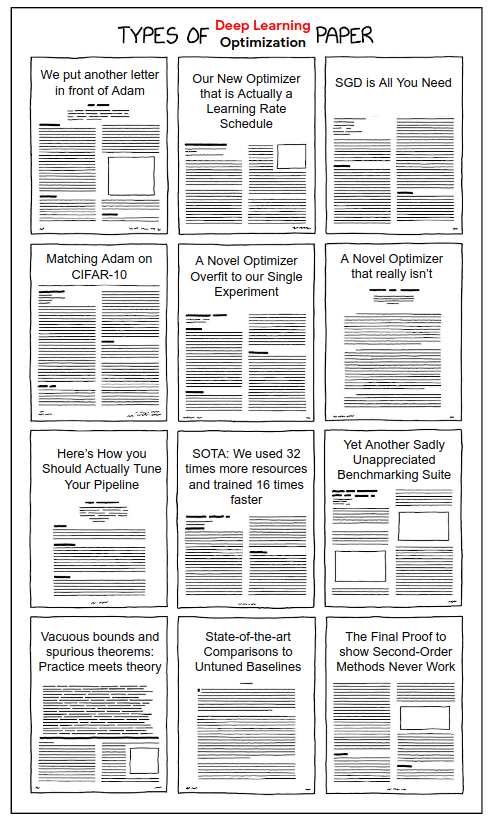 TYPES OF Deep Learning Optimization PAPER
We put another letter
in front of Adam
Our New Optimizer
that is Actually a
Learning Rate
Schedule
SGD is All You Need
Matching Adam on
CIFAR-10
A Novel Optimizer
Overfit to our Single
Experiment
A Novel Optimizer
that really isn't
Here's How you
Should Actually Tune
Your Pipeline
SOTA: We used 32
times more resources
and trained 16 times
faster
Yet Another Sadly
Unappreciated
Benchmarking Suite
Vacuous bounds and
spurious theorems:
Practice meets theory
State-of-the-art
Comparisons to
Untuned Baselines
The Final Proof to
show Second-Order
Methods Never Work